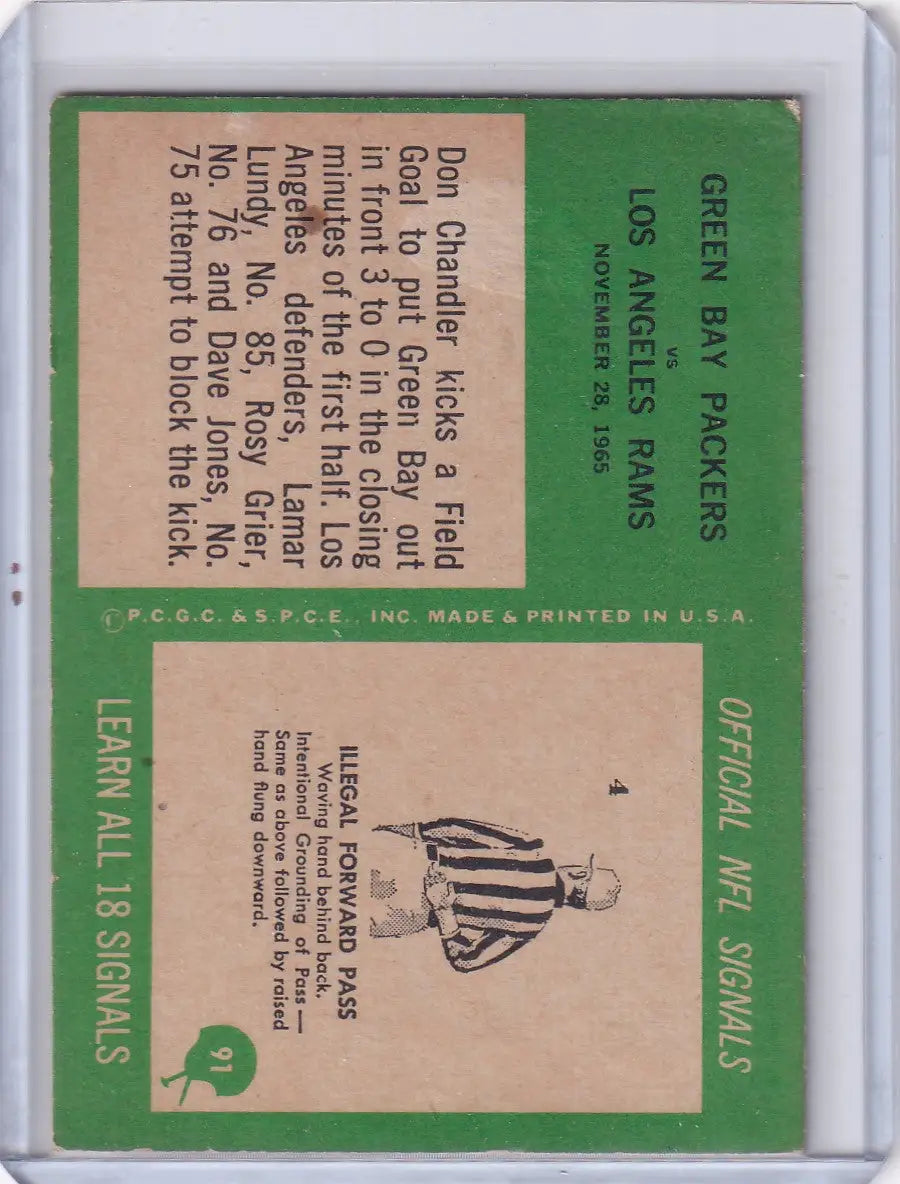 GREEN BAY PACKERS
VS
LOS ANGELES RAMS
NOVEMBER 28, 1965
Don Chandler kicks a Field
Goal to put Green Bay out
in front 3 to 0 in the closing
minutes of the first half. Los
Angeles defenders, Lamar
Lundy, No. 85, Rosy Grier,
No. 76 and Dave Jones, No.
75 attempt to block the kick.
©P.C.G.C. & S.P.C.E., INC. MADE & PRINTED IN U.S.A.
OFFICIAL NFL SIGNALS
4
ILLEGAL FORWARD PASS
Waving hand behind back.
Intentional Grounding of Pass —
Same as above followed by raised
hand flung downward.
91
LEARN ALL 18 SIGNALS